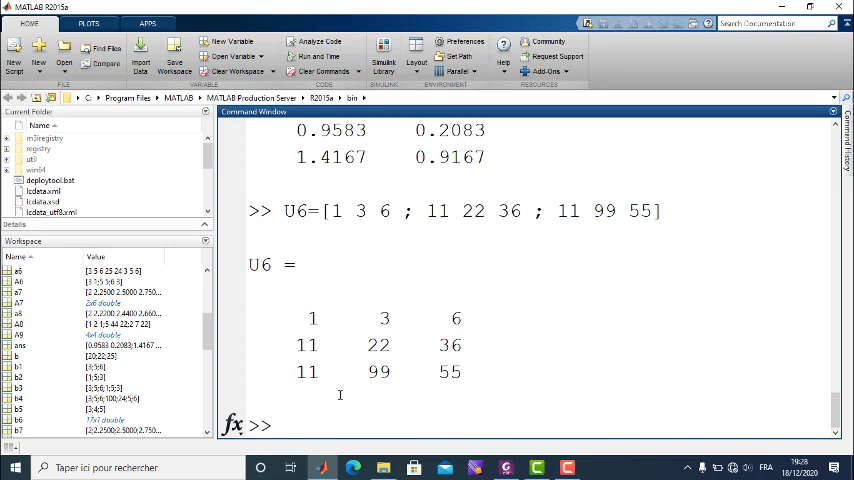 MATLAB R2015a
HOME PLOTS APPS Search Documentation
New Script New Open Find Files Compare Import Data Save Workspace New Variable Open Variable Clear Workspace Analyze Code Run and Time Clear Commands Simulink Library Layout Preferences Set Path Parallel Help Community Request Support Add-Ons
FILE VARIABLE CODE SIMULINK ENVIRONMENT RESOURCES
C: Program Files MATLAB MATLAB Production Server R2015a bin
Current Folder
Name
m3iregistry
registry
util
win64
deploytool.bat
lcdata.xml
lcdata.xsd
lcdata_utf8.xml
Details
Workspace
Name Value
a6 [3 5 6 25 24 3 5 6]
A6 [3 1;5 5;6 3]
a7 [2 2.2500 2.5000 2.750...
A7 2x6 double
a8 [2 2.2200 2.4400 2.660...
A8 [1 2 1;5 44 22;2 7 22]
A9 4x4 double
ans [0.9583 0.2083;1.4167 ...
b [20;22;25]
b1 [3;5;6]
b2 [1;5;3]
b3 [3;5;6;1;5;3]
b4 [3;5;6;100;24;5;6]
b5 [3;4;5]
b6 17x1 double
b7 [2;2.2500;2.5000;2.750...
Command Window
0.9583 0.2083
1.4167 0.9167
>> U6=[1 3 6 ; 11 22 36 ; 11 99 55]
U6 =
1 3 6
11 22 36
11 99 55
fx >>
Command History
Taper ici pour rechercher
FRA
19:28
18/12/2020